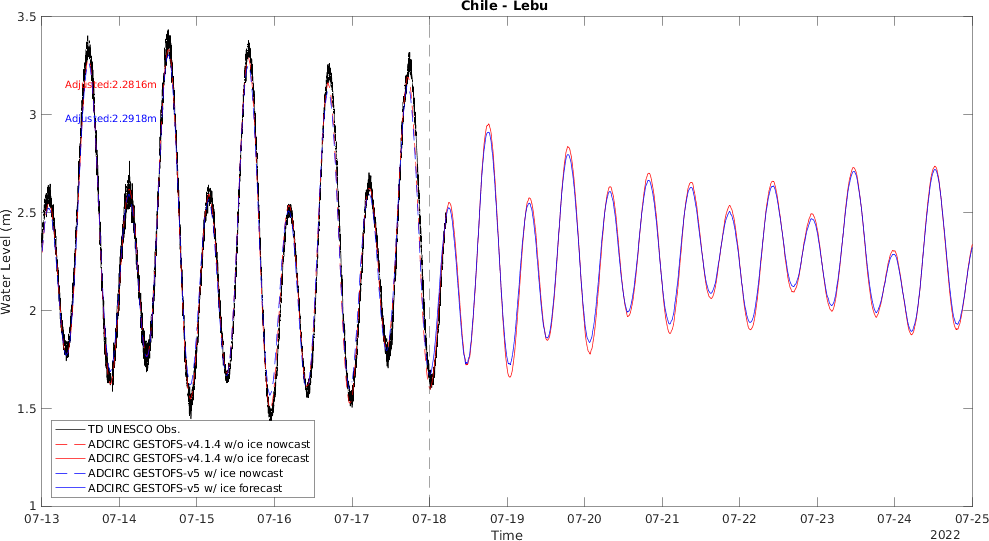 Chile - Lebu
3.5
3
2.5
2
1.5
1
Water Level (m)
Adjusted:2.2816m
Adjusted:2.2918m
TD UNESCO Obs.
ADCIRC GESTOFS-v4.1.4 w/o ice nowcast
ADCIRC GESTOFS-v4.1.4 w/o ice forecast
ADCIRC GESTOFS-v5 w/ ice nowcast
ADCIRC GESTOFS-v5 w/ ice forecast
07-13 07-14 07-15 07-16 07-17 07-18 07-19 07-20 07-21 07-22 07-23 07-24 07-25
Time
2022